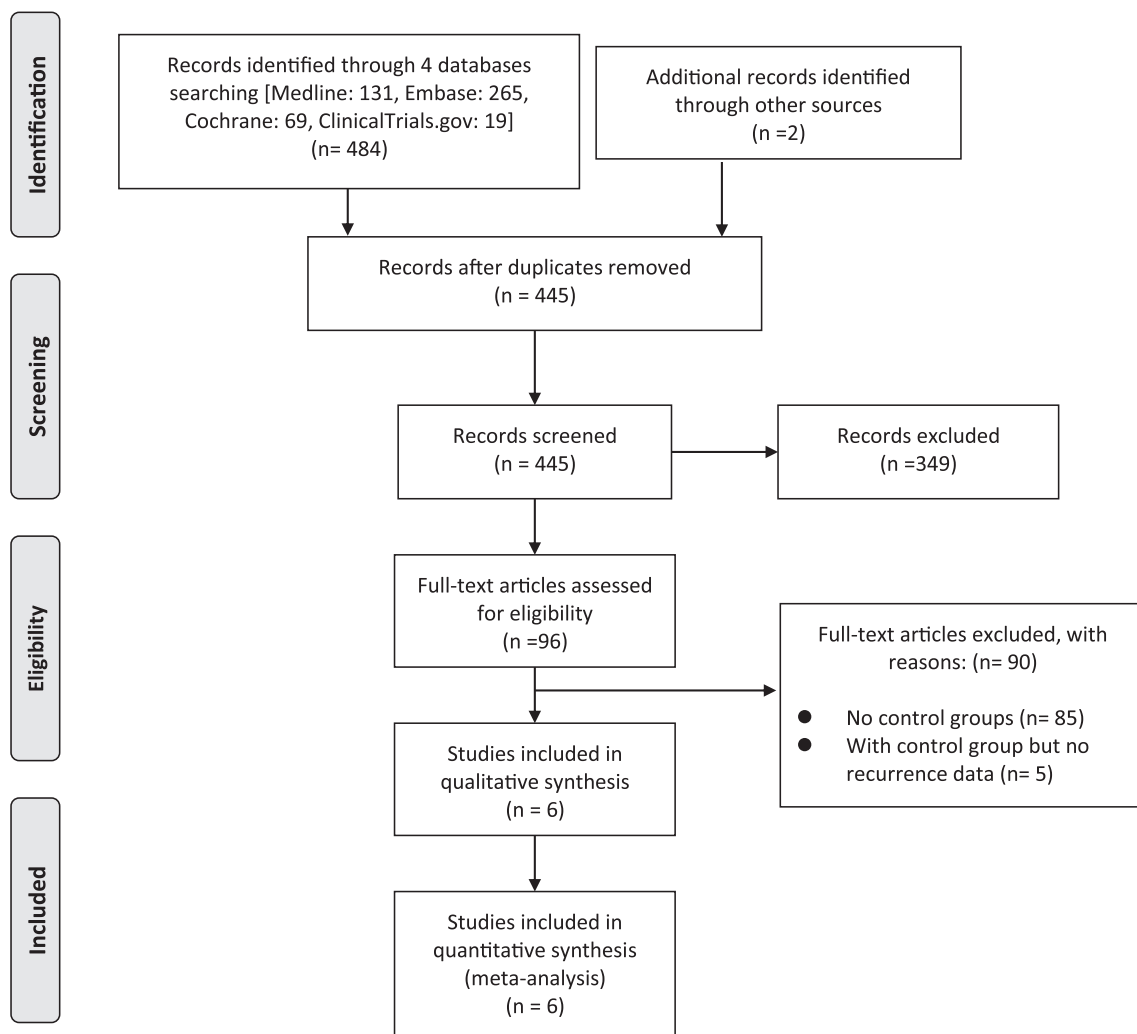 Identification
Records identified through 4 databases
searching [Medline: 131, Embase: 265,
Cochrane: 69, ClinicalTrials.gov: 19]
(n= 484)
Additional records identified
through other sources
(n =2)
Records after duplicates removed
(n = 445)
Screening
Records screened
(n = 445)
Records excluded
(n =349)
Eligibility
Full-text articles assessed
for eligibility
(n =96)
Full-text articles excluded, with
reasons: (n= 90)
● No control groups (n= 85)
● With control group but no
recurrence data (n= 5)
Studies included in
qualitative synthesis
(n = 6)
Included
Studies included in
quantitative synthesis
(meta-analysis)
(n = 6)